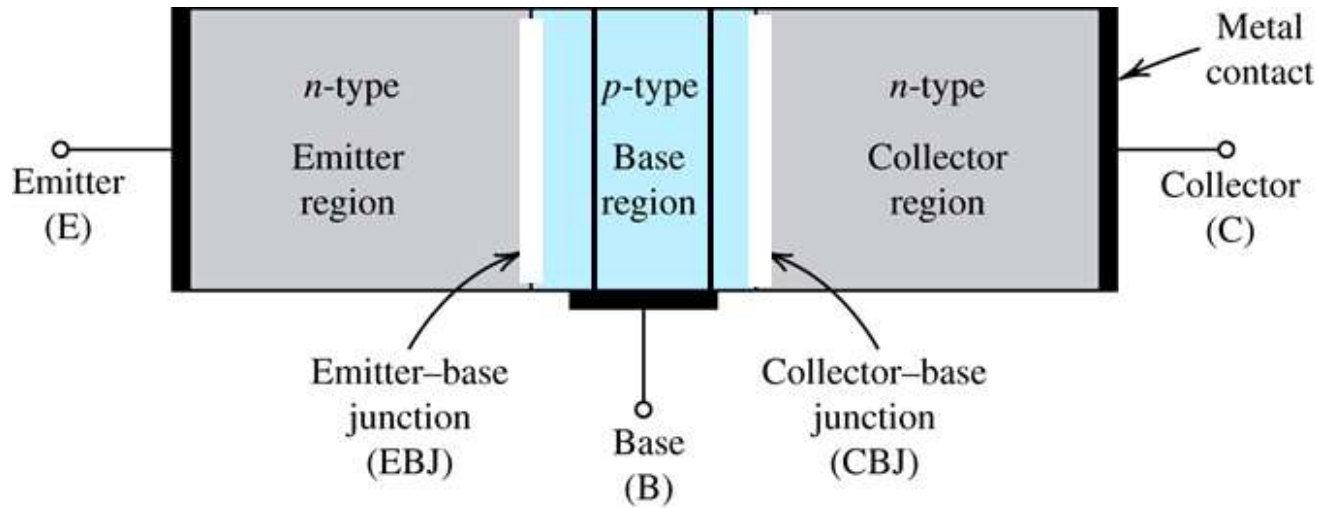 Metal
contact
n-type
Emitter
region
p-type
Base
region
n-type
Collector
region
Emitter
(E)
Collector
(C)
Emitter–base
junction
(EBJ)
Base
(B)
Collector–base
junction
(CBJ)